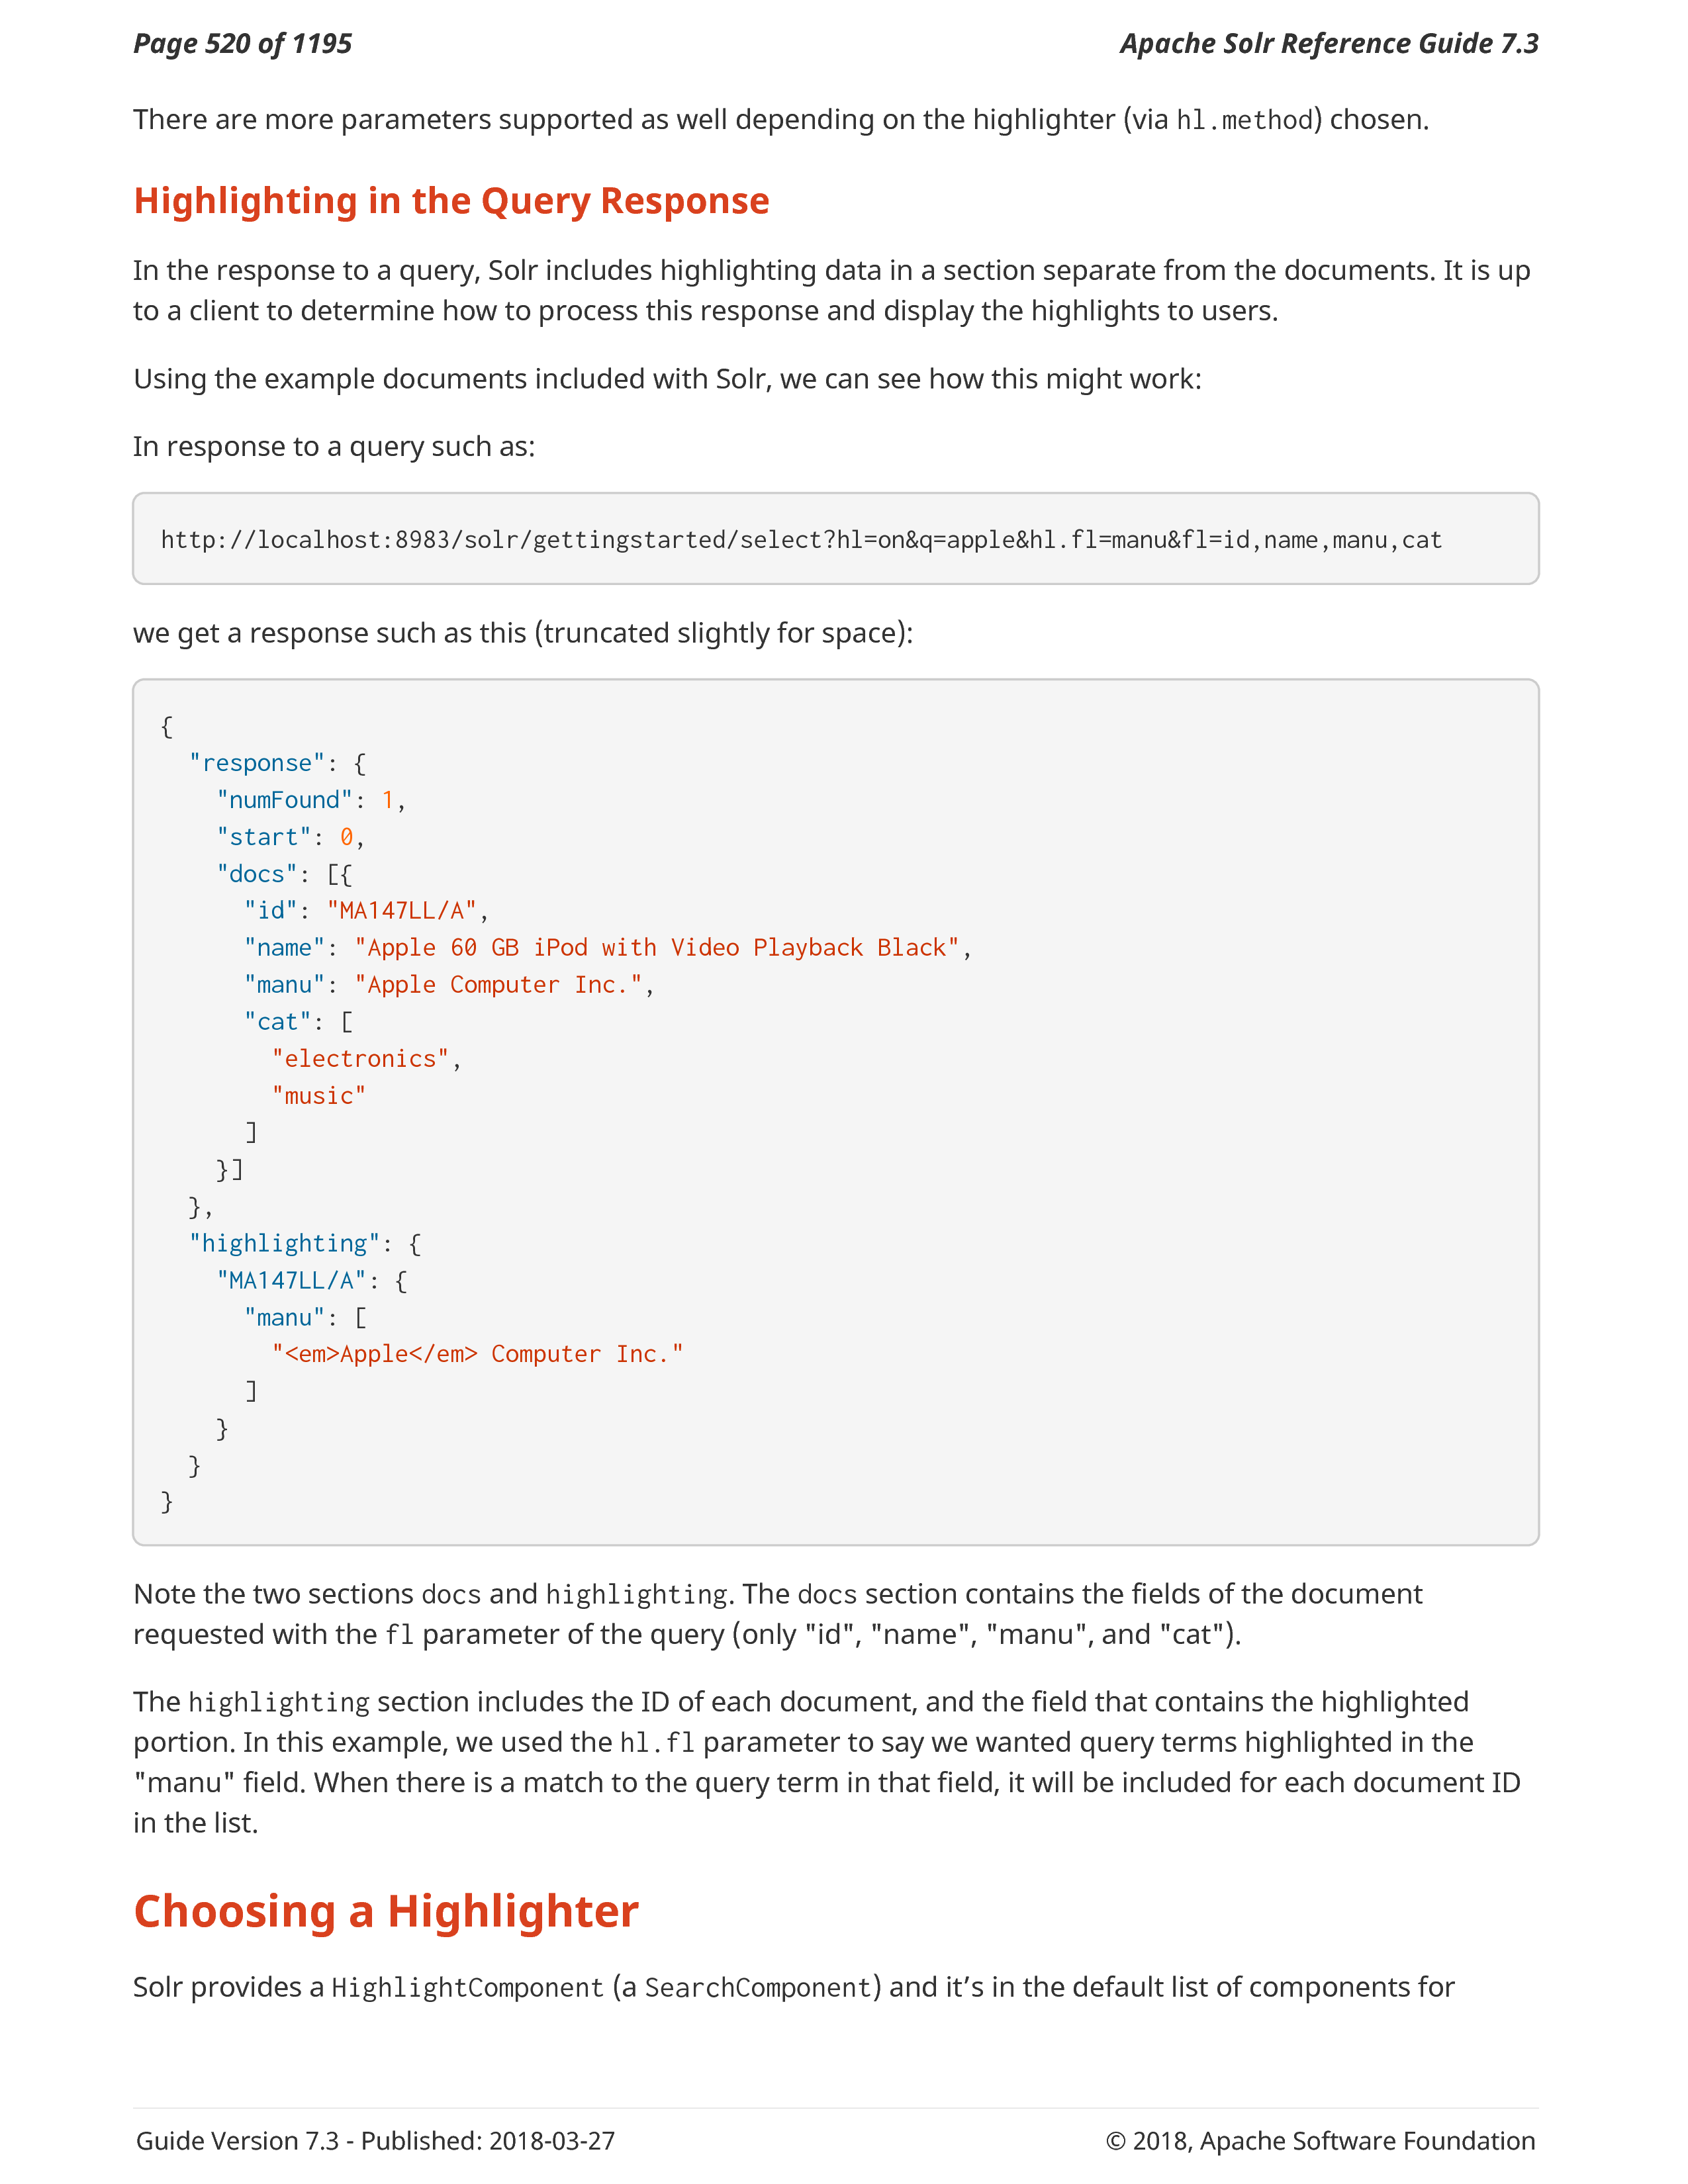 Page 520 of 1195
Apache Solr Reference Guide 7.3
There are more parameters supported as well depending on the highlighter (via hl.method) chosen.
Highlighting in the Query Response
In the response to a query, Solr includes highlighting data in a section separate from the documents. It is up
to a client to determine how to process this response and display the highlights to users.
Using the example documents included with Solr, we can see how this might work:
In response to a query such as:
http://localhost:8983/solr/gettingstarted/select?hl=on&q=apple&hl.fl=manu&fl=id,name,manu,cat
we get a response such as this (truncated slightly for space):
{
  "response": {
    "numFound": 1,
    "start": 0,
    "docs": [{
      "id": "MA147LL/A",
      "name": "Apple 60 GB iPod with Video Playback Black",
      "manu": "Apple Computer Inc.",
      "cat": [
        "electronics",
        "music"
      ]
    }]
  },
  "highlighting": {
    "MA147LL/A": {
      "manu": [
        "<em>Apple</em> Computer Inc."
      ]
    }
  }
}
Note the two sections docs and highlighting. The docs section contains the fields of the document
requested with the fl parameter of the query (only "id", "name", "manu", and "cat").
The highlighting section includes the ID of each document, and the field that contains the highlighted
portion. In this example, we used the hl.fl parameter to say we wanted query terms highlighted in the
"manu" field. When there is a match to the query term in that field, it will be included for each document ID
in the list.
Choosing a Highlighter
Solr provides a HighlightComponent (a SearchComponent) and it’s in the default list of components for
Guide Version 7.3 - Published: 2018-03-27
© 2018, Apache Software Foundation